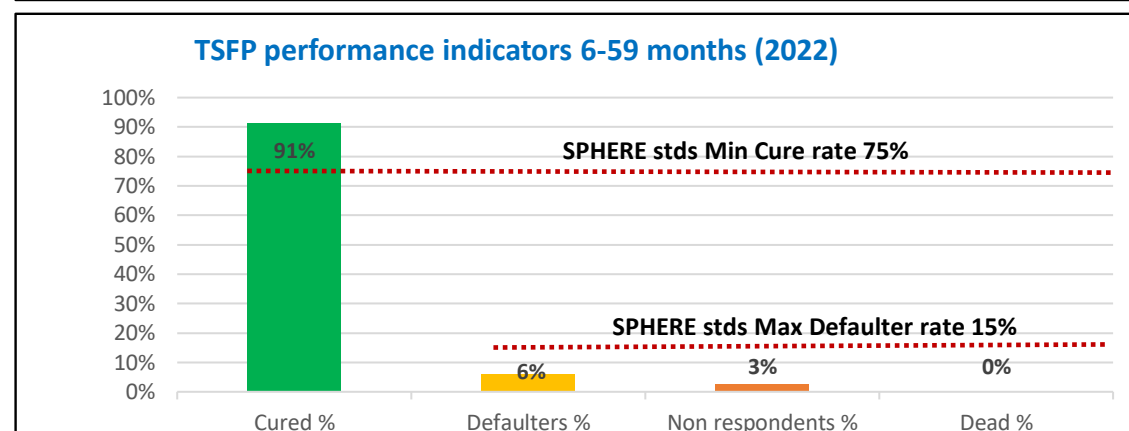 TSFP performance indicators 6-59 months (2022)
100%
90%
80%
70%
60%
50%
40%
30%
20%
10%
0%
91%
SPHERE stds Min Cure rate 75%
SPHERE stds Max Defaulter rate 15%
6%
3%
0%
Cured %
Defaulters %
Non respondents %
Dead %